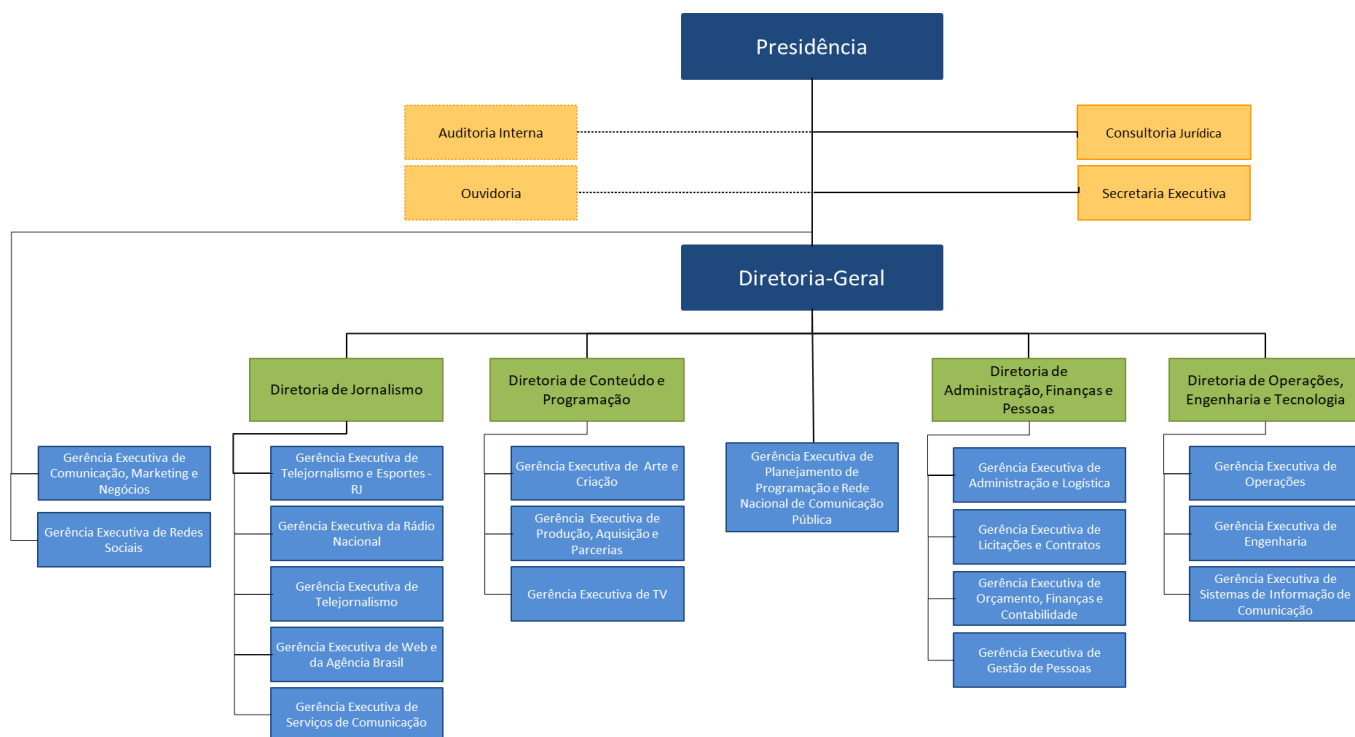 Presidência
Auditoria Interna
Consultoria Jurídica
Ouvidoria
Secretaria Executiva
Diretoria-Geral
Diretoria de Jornalismo
Diretoria de Conteúdo e
Programação
Diretoria de
Administração, Finanças e
Pessoas
Diretoria de Operações,
Engenharia e Tecnologia
Gerência Executiva de
Comunicação, Marketing e
Negócios
Gerência Executiva de Redes
Sociais
Gerência Executiva de
Telejornalismo e Esportes -
RJ
Gerência Executiva da Rádio
Nacional
Gerência Executiva de
Telejornalismo
Gerência Executiva de Web e
da Agência Brasil
Gerência Executiva de
Serviços de Comunicação
Gerência Executiva de Arte e
Criação
Gerência Executiva de
Produção, Aquisição e
Parcerias
Gerência Executiva de TV
Gerência Executiva de
Planejamento de
Programação e Rede
Nacional de Comunicação
Pública
Gerência Executiva de
Administração e Logística
Gerência Executiva de
Licitações e Contratos
Gerência Executiva de
Orçamento, Finanças e
Contabilidade
Gerência Executiva de
Gestão de Pessoas
Gerência Executiva de
Operações
Gerência Executiva de
Engenharia
Gerência Executiva de
Sistemas de Informação de
Comunicação